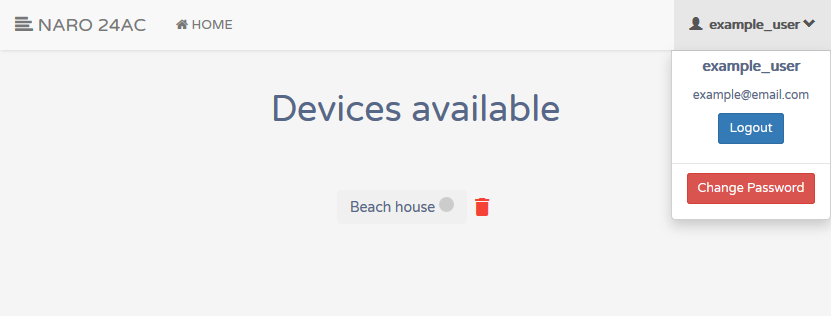 NARO 24AC HOME example_user
example_user
example@email.com
Logout
Change Password
Devices available
Beach house